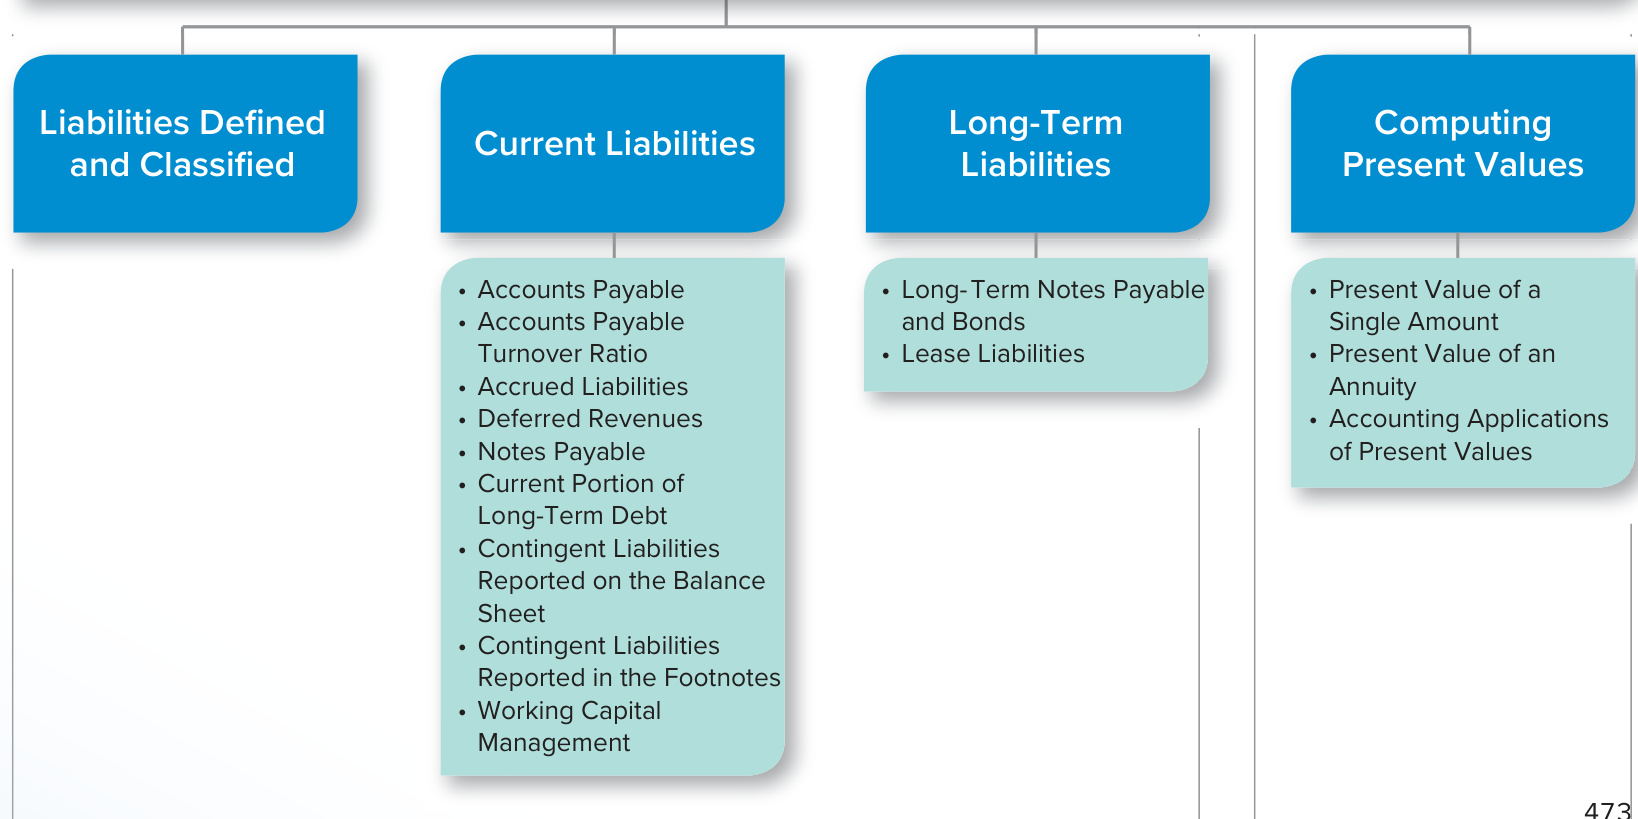 Liabilities Defined
and Classified
Current Liabilities
• Accounts Payable
• Accounts Payable
Turnover Ratio
• Accrued Liabilities
• Deferred Revenues
• Notes Payable
• Current Portion of
Long-Term Debt
• Contingent Liabilities
Reported on the Balance
Sheet
• Contingent Liabilities
Reported in the Footnotes
• Working Capital
Management
Long-Term
Liabilities
• Long-Term Notes Payable
and Bonds
• Lease Liabilities
Computing
Present Values
• Present Value of a
Single Amount
• Present Value of an
Annuity
• Accounting Applications
of Present Values
473